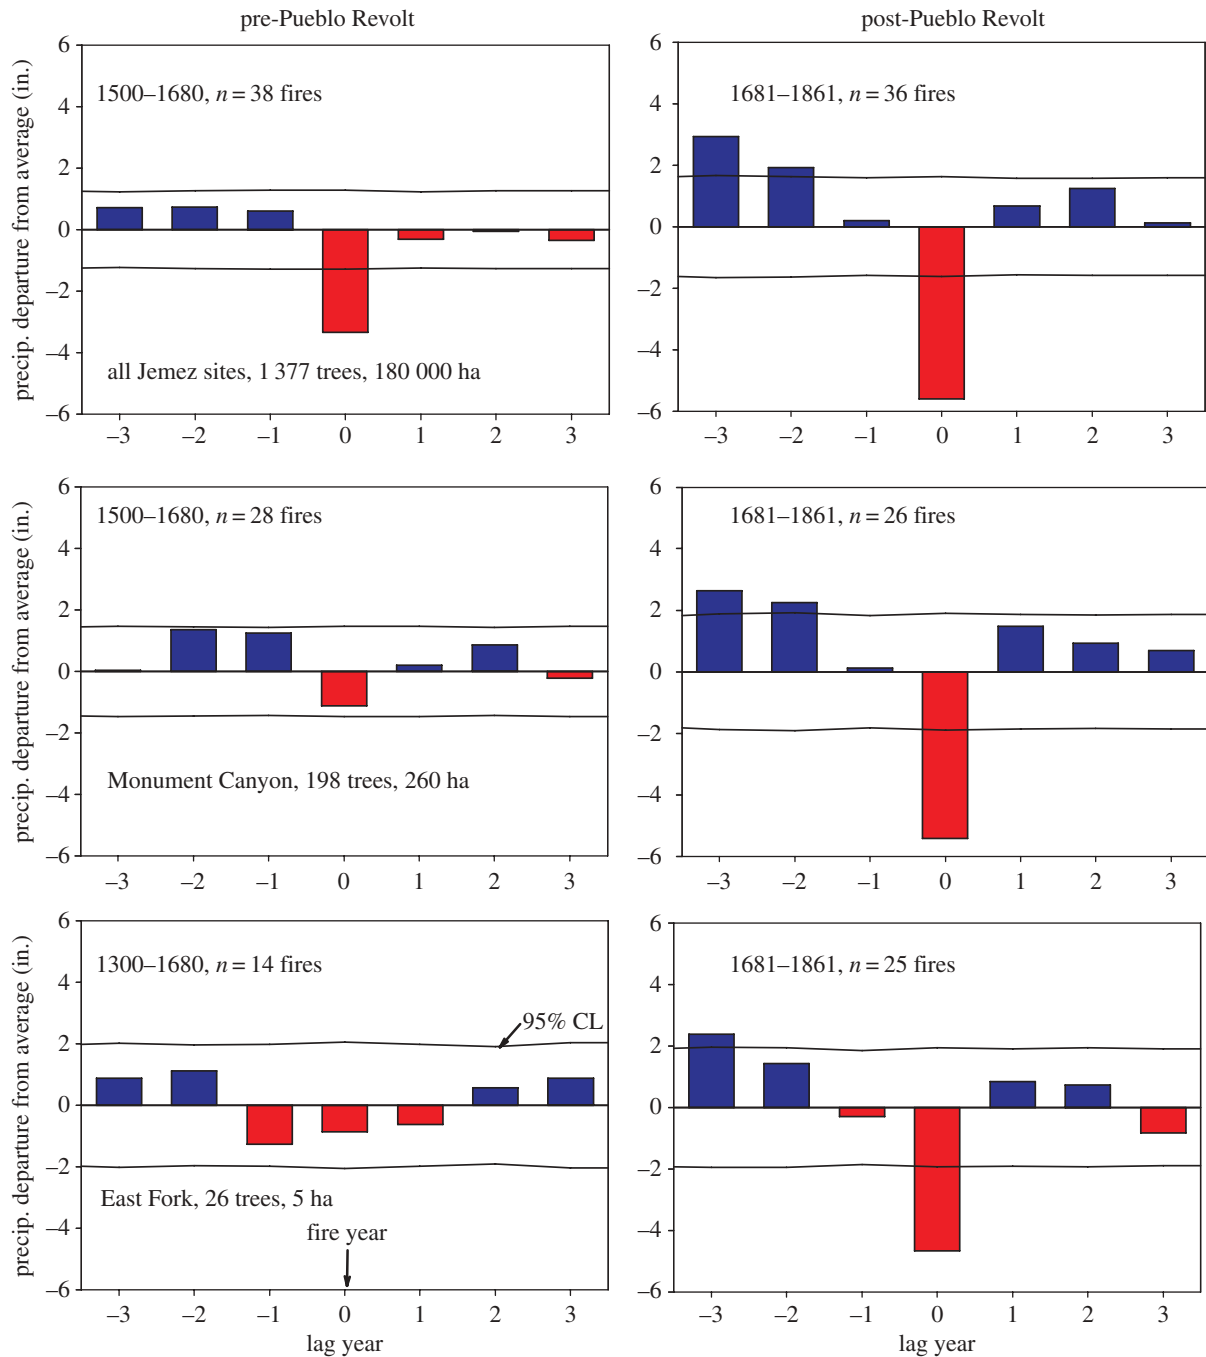 pre-Pueblo Revolt
post-Pueblo Revolt
precip. departure from average (in.)
6
4
2
0
–2
–4
–6
1500–1680, n = 38 fires
all Jemez sites, 1 377 trees, 180 000 ha
–3 –2 –1 0 1 2 3
6
4
2
0
–2
–4
–6
1681–1861, n = 36 fires
–3 –2 –1 0 1 2 3
precip. departure from average (in.)
6
4
2
0
–2
–4
–6
1500–1680, n = 28 fires
Monument Canyon, 198 trees, 260 ha
–3 –2 –1 0 1 2 3
6
4
2
0
–2
–4
–6
1681–1861, n = 26 fires
–3 –2 –1 0 1 2 3
precip. departure from average (in.)
6
4
2
0
–2
–4
–6
1300–1680, n = 14 fires
95% CL
East Fork, 26 trees, 5 ha
fire year
–3 –2 –1 0 1 2 3
lag year
6
4
2
0
–2
–4
–6
1681–1861, n = 25 fires
–3 –2 –1 0 1 2 3
lag year